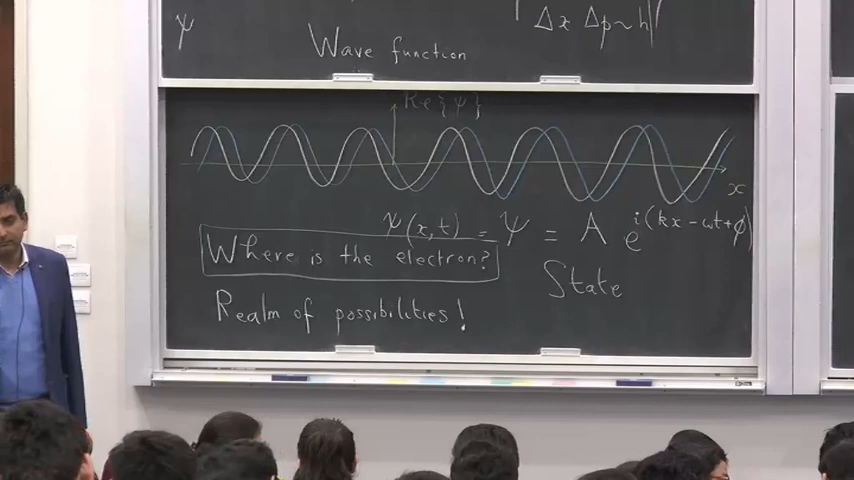 ψ
Δx Δp ~ h
Wave function
Re{ψ}
x
ψ(x,t) = ψ = A e^{i(kx - ωt + ϕ)}
Where is the electron?
State
Realm of possibilities!